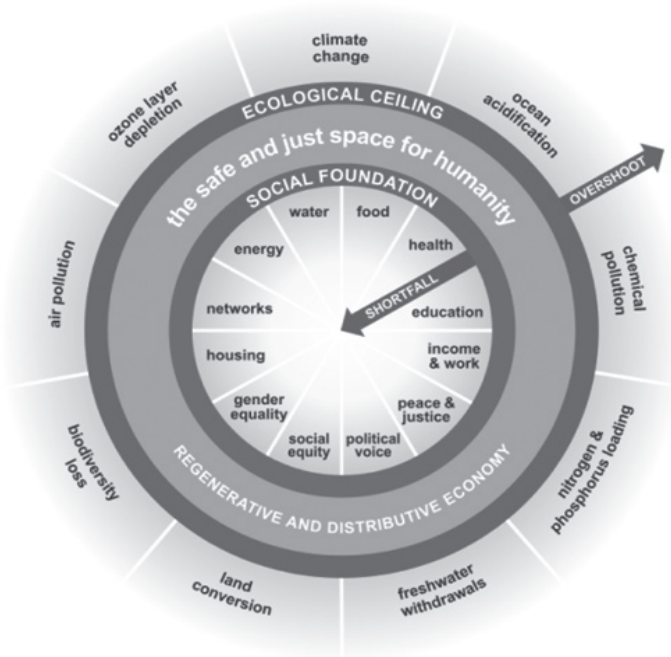 climate
change
ozone layer
depletion
ocean
acidification
ECOLOGICAL CEILING
the safe and just space for humanity
SOCIAL FOUNDATION
OVERSHOOT
water
food
energy
health
SHORTFALL
networks
education
housing
income
& work
gender
equality
peace &
justice
social
equity
political
voice
air pollution
chemical
pollution
REGENERATIVE AND DISTRIBUTIVE ECONOMY
biodiversity
loss
nitrogen &
phosphorus loading
land
conversion
freshwater
withdrawals